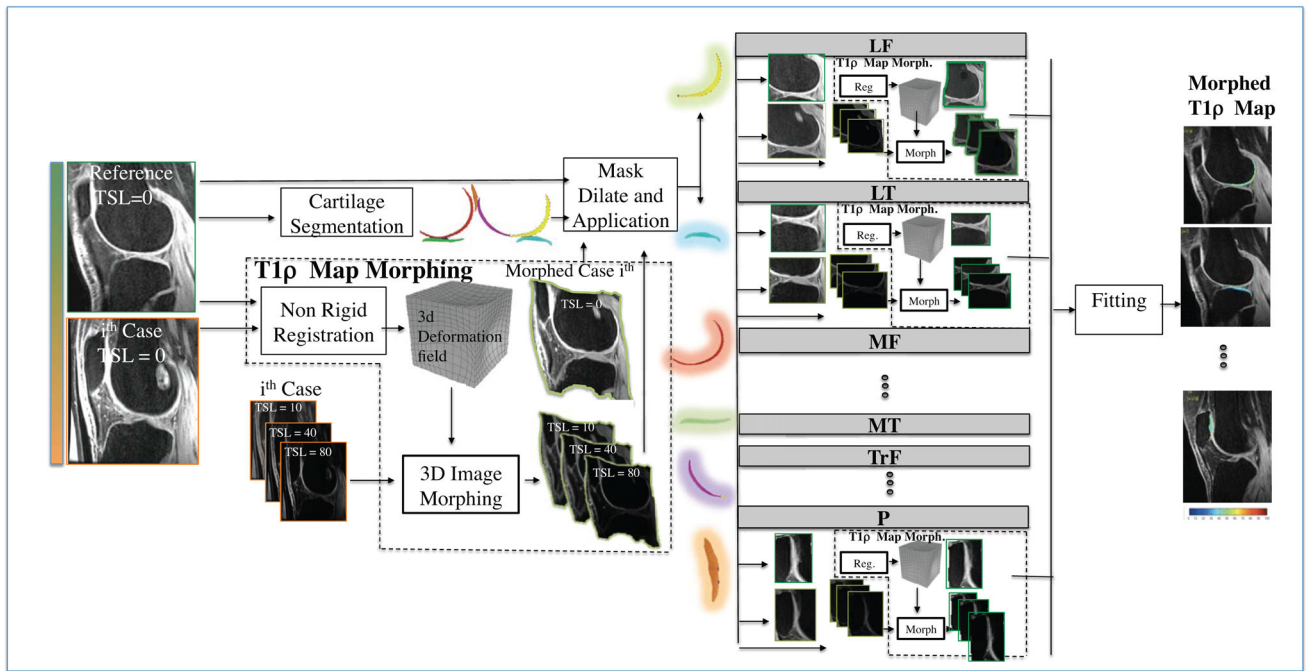 Reference
TSL=0
iᵗʰ Case
TSL = 0
Cartilage
Segmentation
Mask
Dilate and
Application
T1ρ Map Morphing
Non Rigid
Registration
3d
Deformation
field
Morphed Case iᵗʰ
TSL = 0
iᵗʰ Case
TSL = 10
TSL = 40
TSL = 80
3D Image
Morphing
TSL = 10
TSL = 40
TSL = 80
LF
T1ρ Map Morph.
Reg
Morph
LT
T1ρ Map Morph.
Reg.
Morph
MF
MT
TrF
P
T1ρ Map Morph.
Reg.
Morph
Fitting
Morphed
T1ρ Map